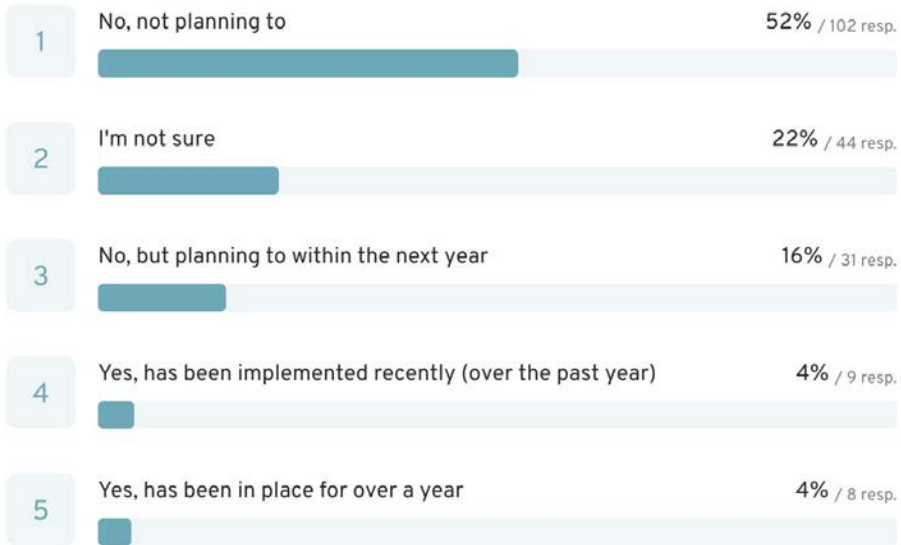 1
No, not planning to 52% / 102 resp.
2
I'm not sure 22% / 44 resp.
3
No, but planning to within the next year 16% / 31 resp.
4
Yes, has been implemented recently (over the past year) 4% / 9 resp.
5
Yes, has been in place for over a year 4% / 8 resp.